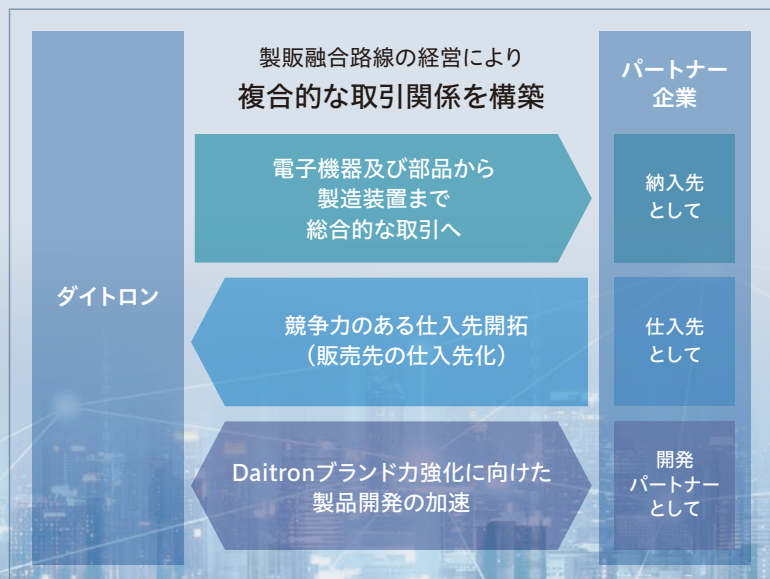 製販融合路線の経営により
複合的な取引関係を構築
パートナー
企業
ダイトロン
電子機器及び部品から
製造装置まで
総合的な取引へ
納入先
として
競争力のある仕入先開拓
（販売先の仕入先化）
仕入先
として
Daitronブランド力強化に向けた
製品開発の加速
開発
パートナー
として